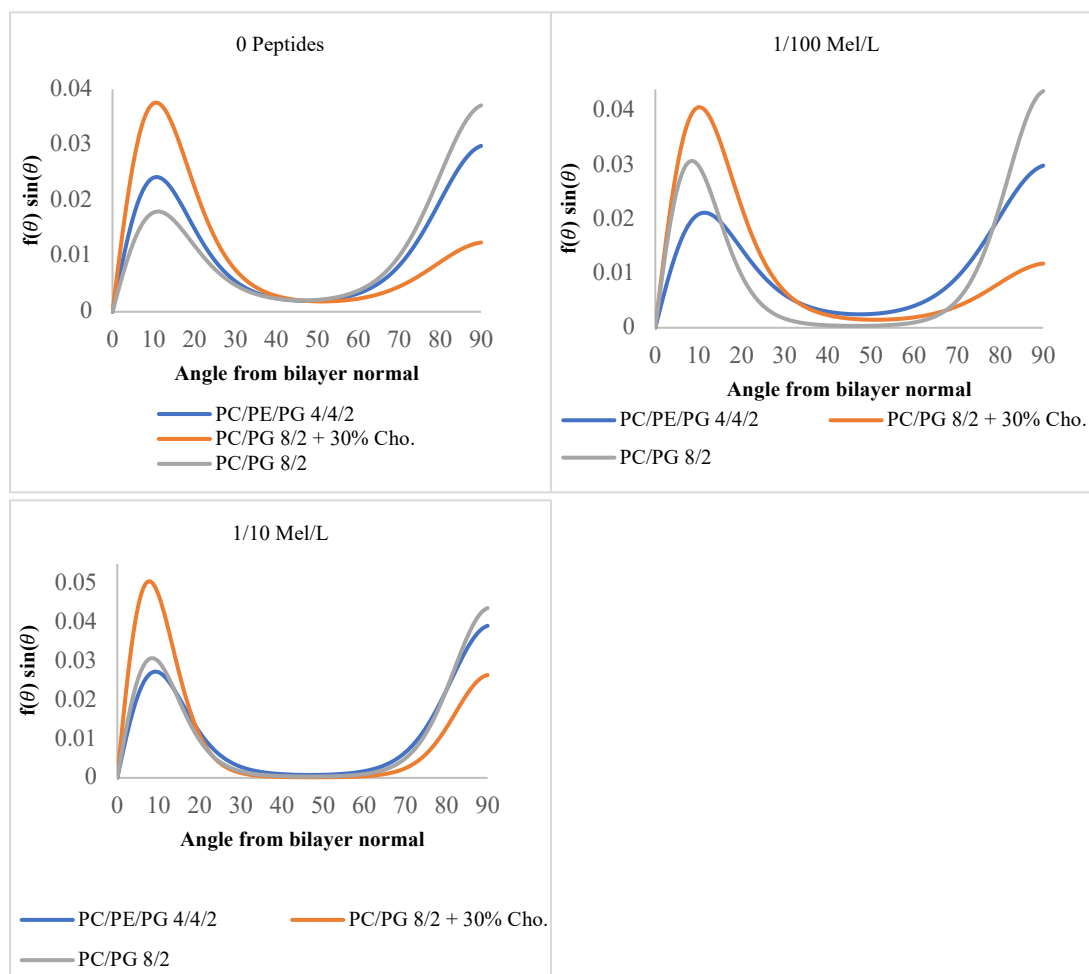 0 Peptides
0.04
0.03
0.02
0.01
0
f(θ) sin(θ)
0 10 20 30 40 50 60 70 80 90
Angle from bilayer normal
PC/PE/PG 4/4/2
PC/PG 8/2 + 30% Cho.
PC/PG 8/2
1/100 Mel/L
0.04
0.03
0.02
0.01
0
f(θ) sin(θ)
0 10 20 30 40 50 60 70 80 90
Angle from bilayer normal
PC/PE/PG 4/4/2 PC/PG 8/2 + 30% Cho.
PC/PG 8/2
1/10 Mel/L
0.05
0.04
0.03
0.02
0.01
0
f(θ) sin(θ)
0 10 20 30 40 50 60 70 80 90
Angle from bilayer normal
PC/PE/PG 4/4/2 PC/PG 8/2 + 30% Cho.
PC/PG 8/2